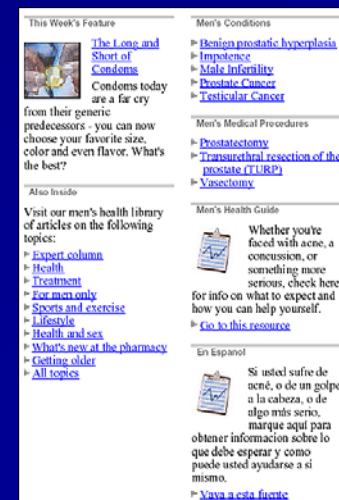 This Week's Feature
The Long and
Short of
Condoms
Condoms today
are a far cry
from their generic
predecessors - you can now
choose your favorite size,
color and even flavor. What's
the best?
Also Inside
Visit our men's health library
of articles on the following
topics:
Expert column
Health
Treatment
For men only
Sports and exercise
Lifestyle
Health and sex
What's new at the pharmacy
Getting older
All topics
Men's Conditions
Benign prostatic hyperplasia
Impotence
Male Infertility
Prostate Cancer
Testicular Cancer
Men's Medical Procedures
Prostatectomy
Transurethral resection of the
prostate (TURP)
Vasectomy
Men's Health Guide
Whether you're
faced with acne, a
concussion, or
something more
serious, check here
for info on what to expect and
how you can help yourself.
Go to this resource
En Espanol
Si usted sufre de
acné, o de un golpe
a la cabeza, o de
algo más serio,
marque aquí para
obtener informacion sobre lo
que debe esperar y como
puede usted ayudarse a si
mismo.
Vaya a esta fuente